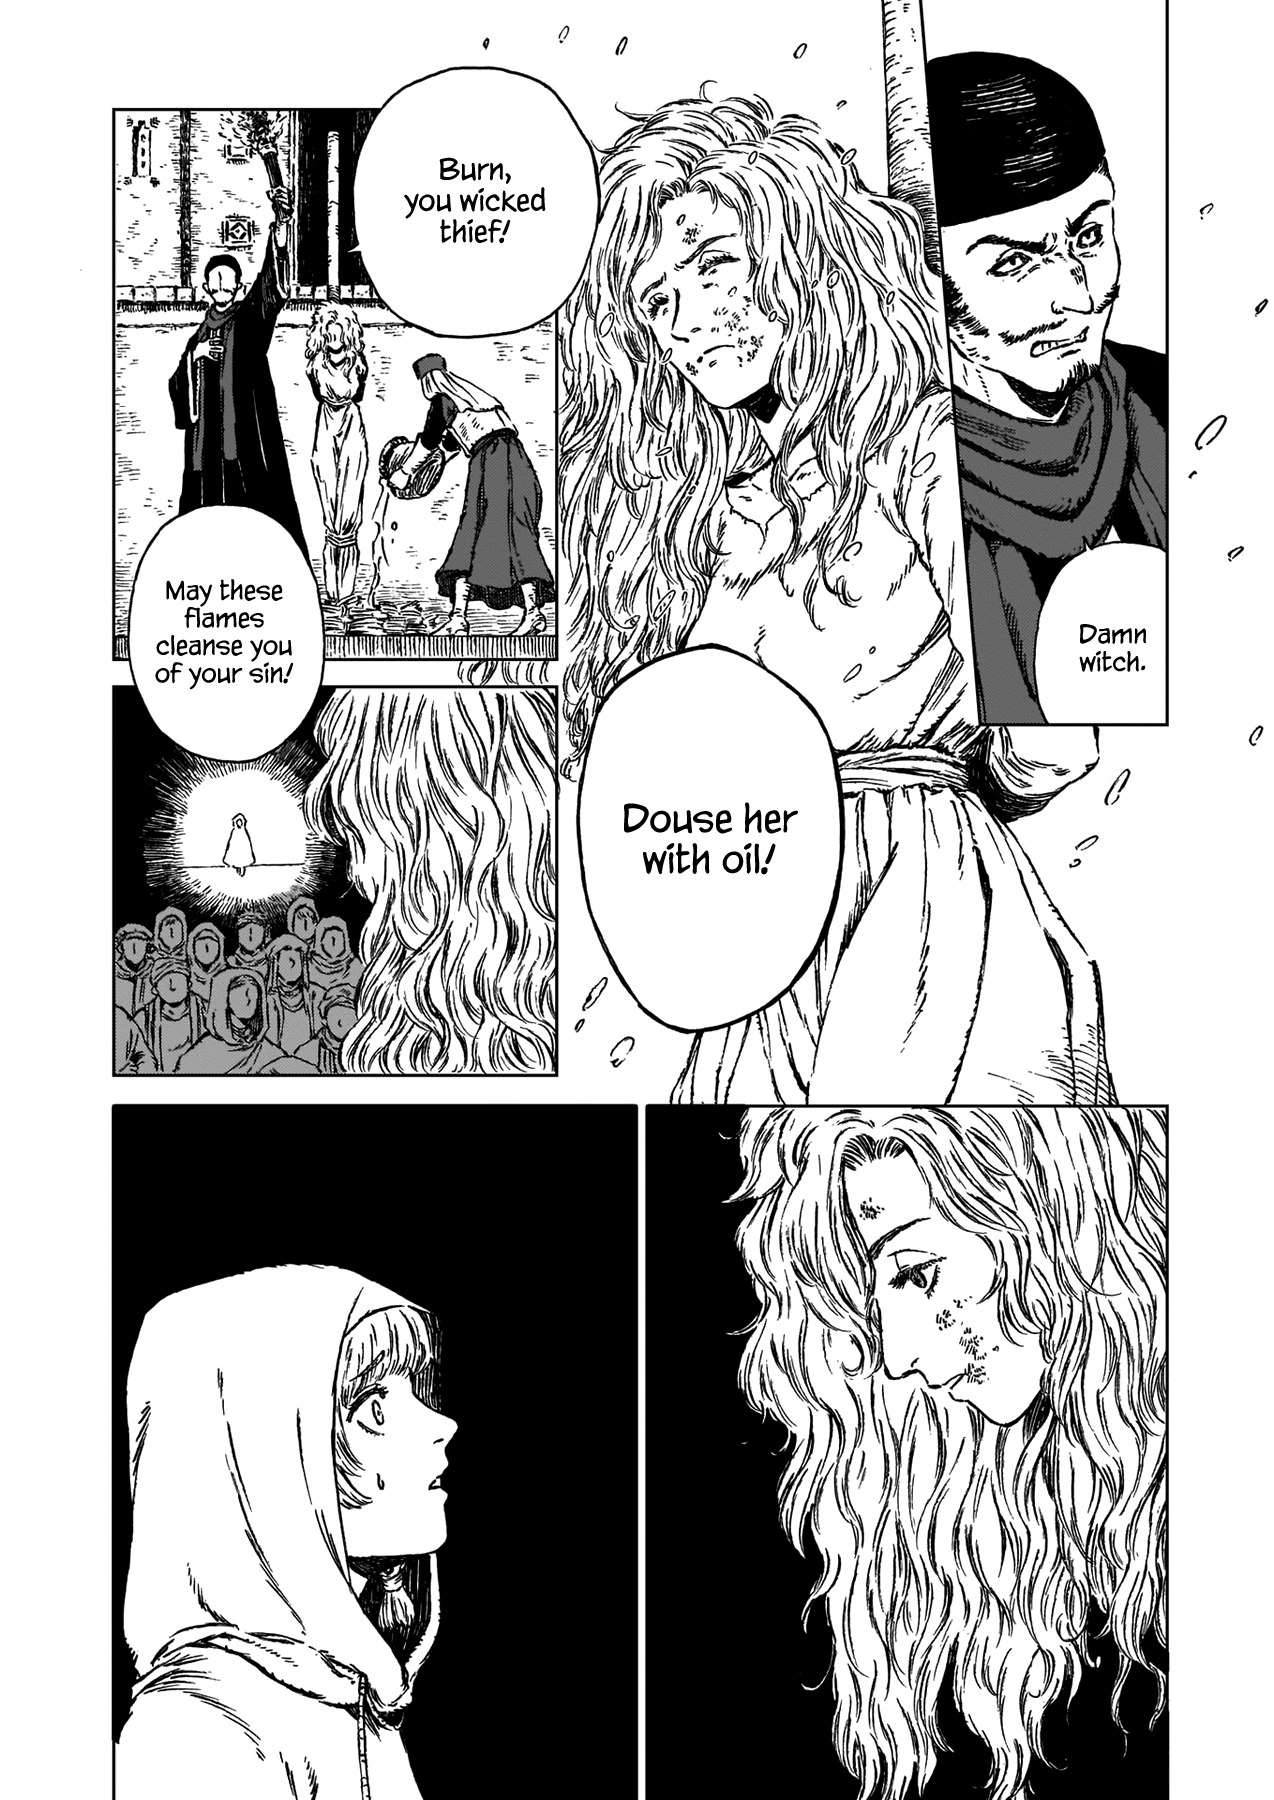 Damn
witch.
Douse her
with oil!
Burn,
you wicked
thief!
May these
flames
cleanse you
of your sin!